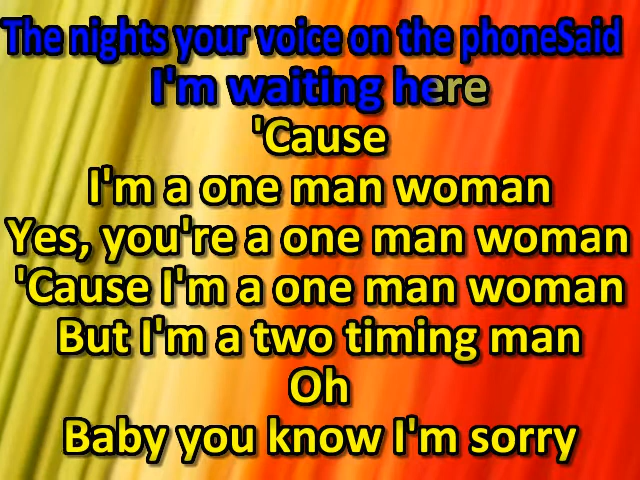 The nights your voice on the phoneSaid
I'm waiting here
'Cause
I'm a one man woman
Yes, you're a one man woman
'Cause I'm a one man woman
But I'm a two timing man
Oh
Baby you know I'm sorry